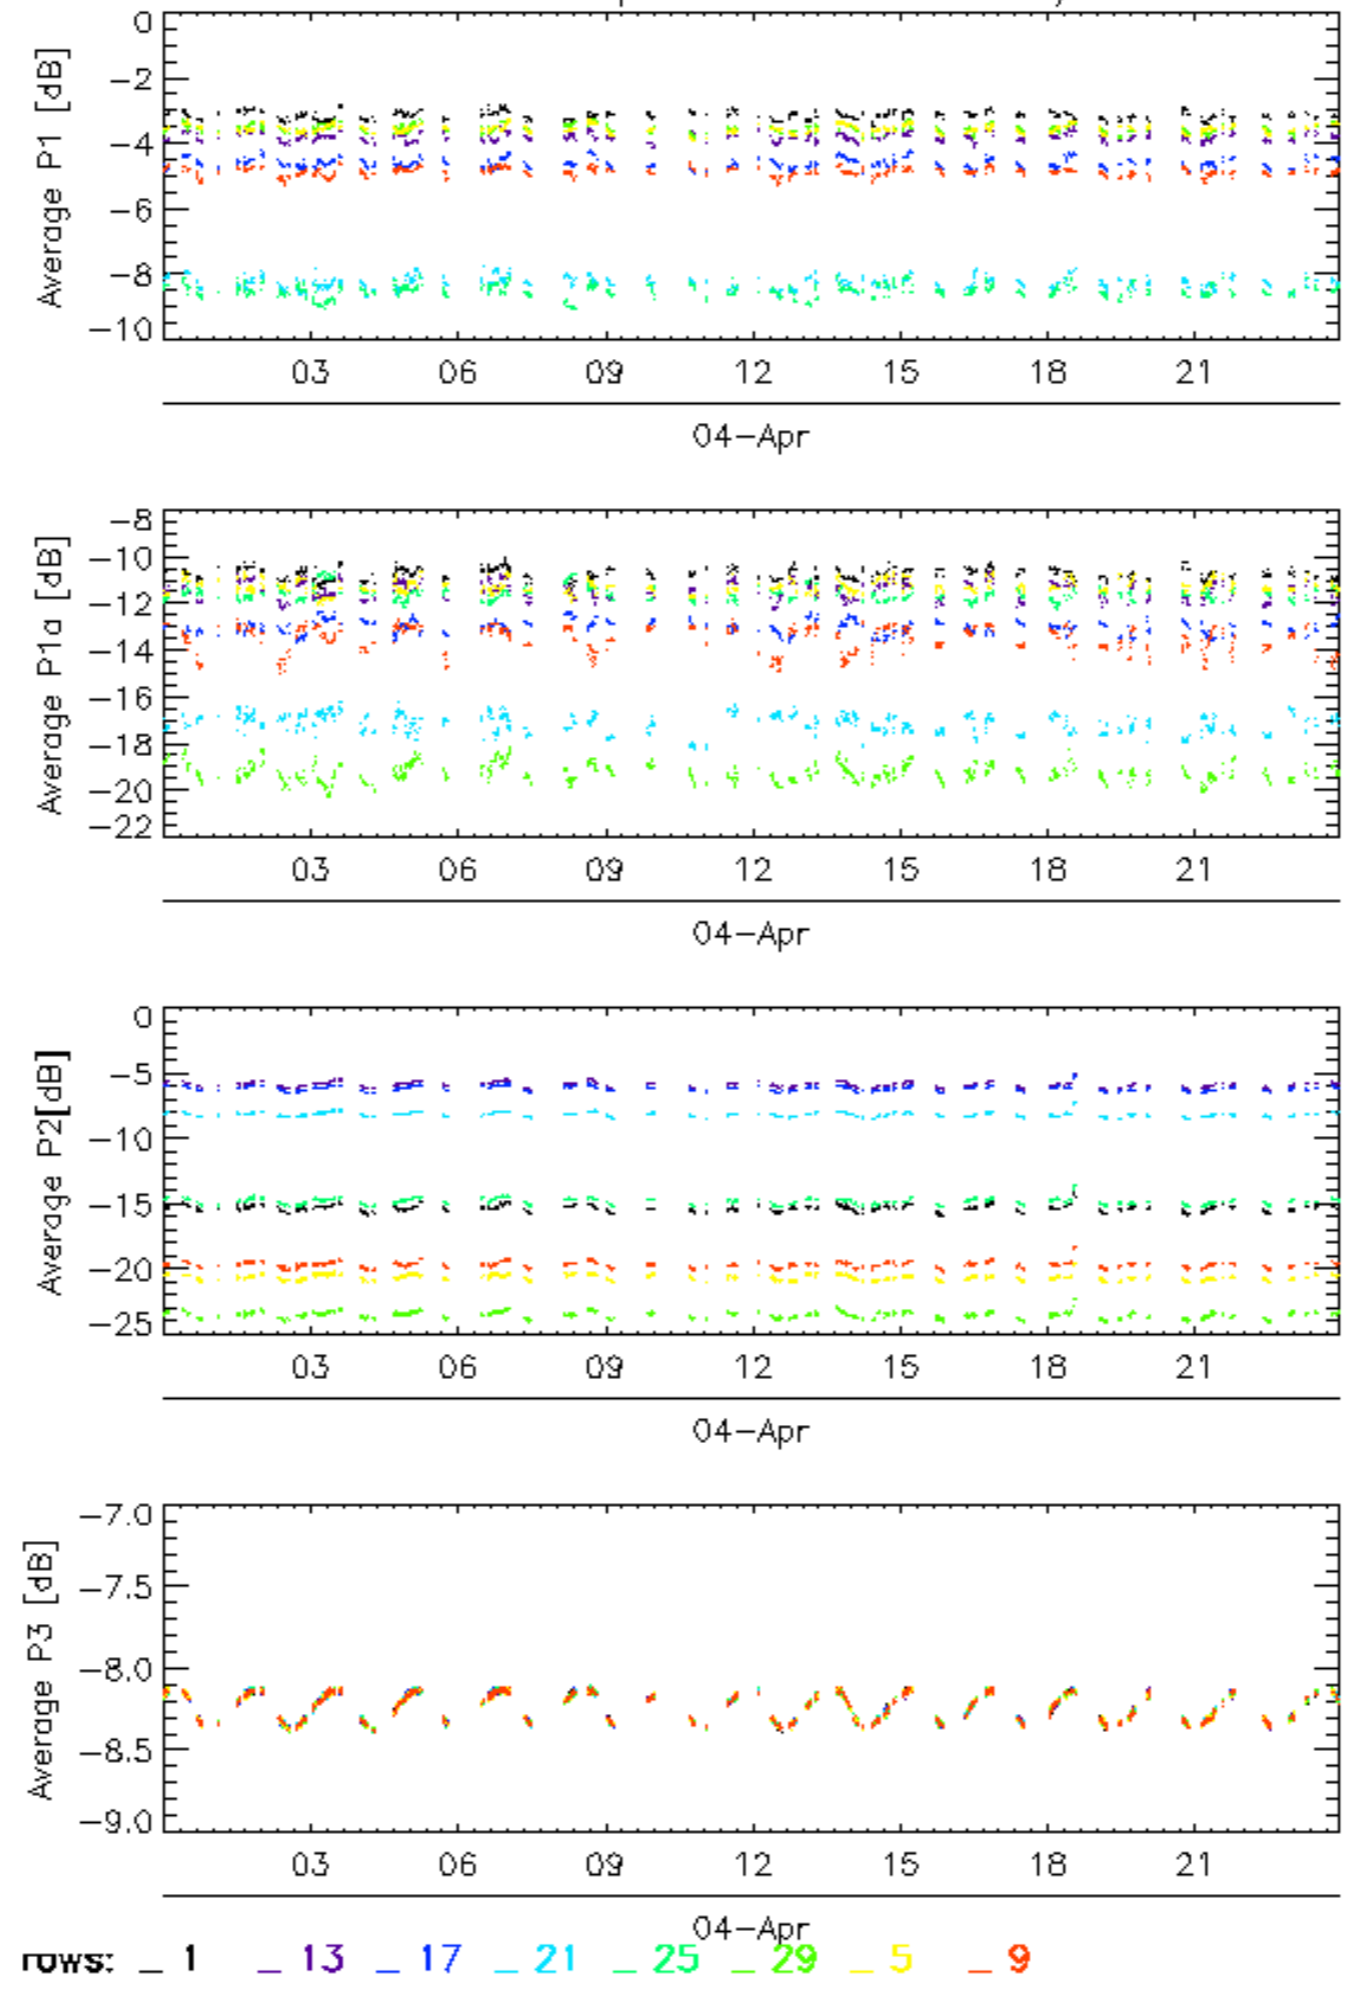 0
−2
−4
−6
−8
−10
Average P1 [dB]
03 06 09 12 15 18 21
04−Apr
−8
−10
−12
−14
−16
−18
−20
−22
Average P1a [dB]
03 06 09 12 15 18 21
04−Apr
0
−5
−10
−15
−20
−25
Average P2[dB]
03 06 09 12 15 18 21
04−Apr
−7.0
−7.5
−8.0
−8.5
−9.0
Average P3 [dB]
03 06 09 12 15 18 21
04−Apr
rows: _ 1 _ 13 _ 17 _ 21 _ 25 _ 29 _ 5 _ 9